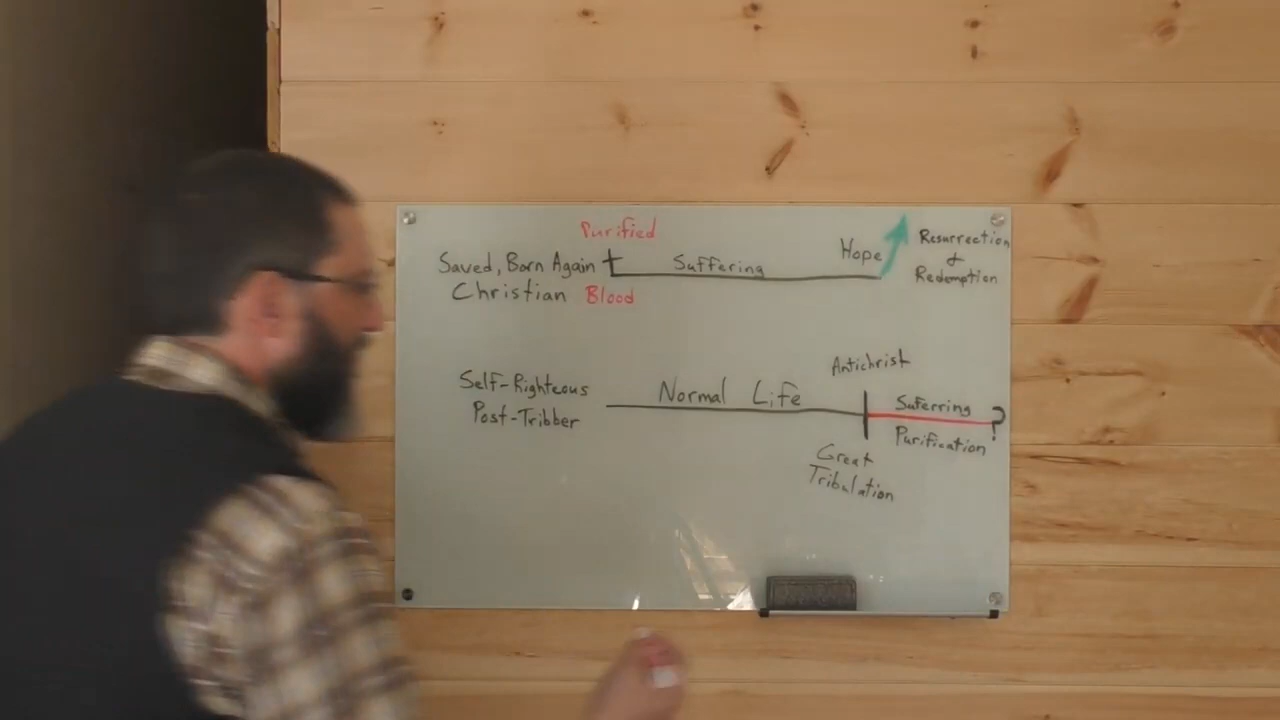 Purified
Saved, Born Again
Christian
Blood
Suffering
Hope
Resurrection
&
Redemption
Self-Righteous
Post-Tribber
Normal Life
Antichrist
Great
Tribulation
Suferring
Purification
?